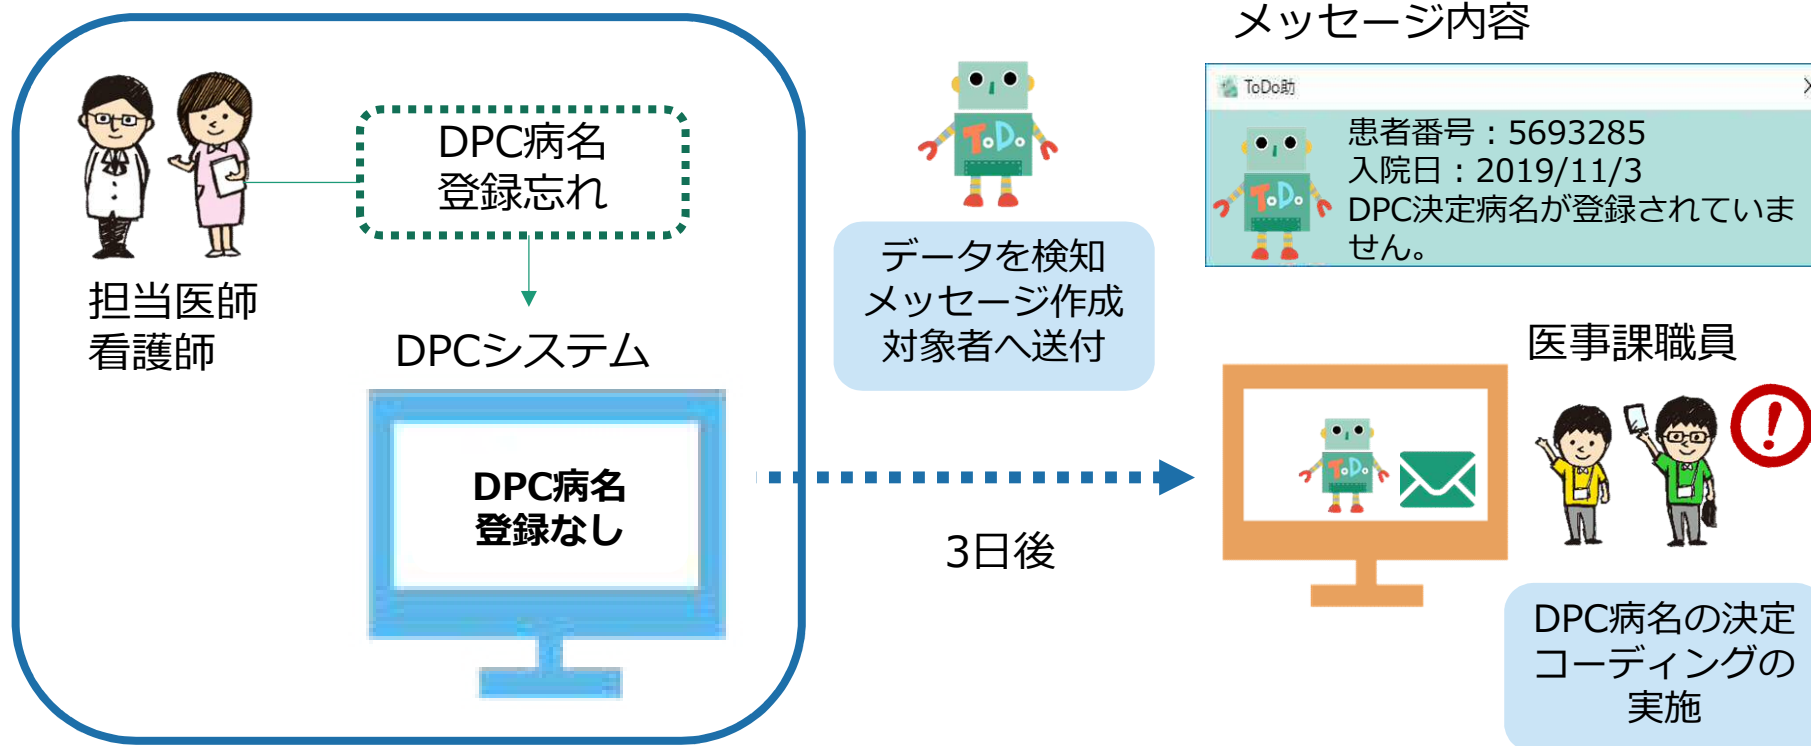 DPC病名
登録忘れ
担当医師
看護師
DPCシステム
DPC病名
登録なし
ToDo
データを検知
メッセージ作成
対象者へ送付
3日後
メッセージ内容
ToDo助
ToDo
患者番号：5693285
入院日：2019/11/3
DPC決定病名が登録されていま
せん。
医事課職員
ToDo
DPC病名の決定
コーディングの
実施